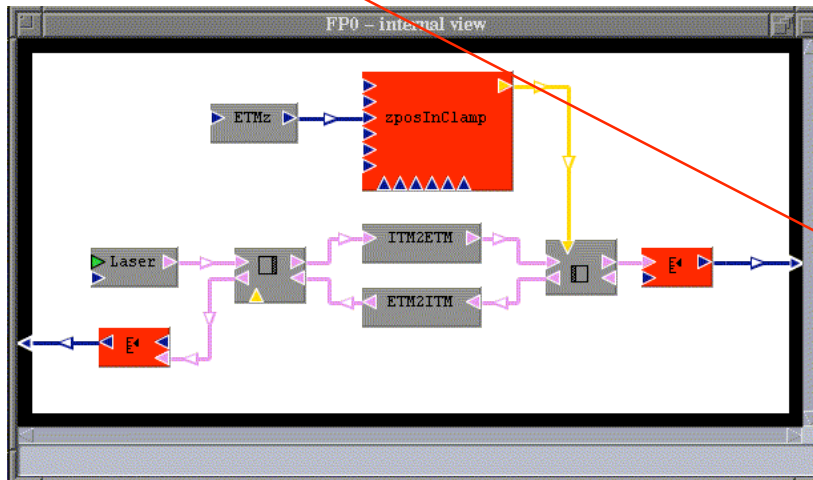 FP0 – internal view
ETMz
zposInClamp
ITM2ETM
Laser
ETM2ITM
E
E